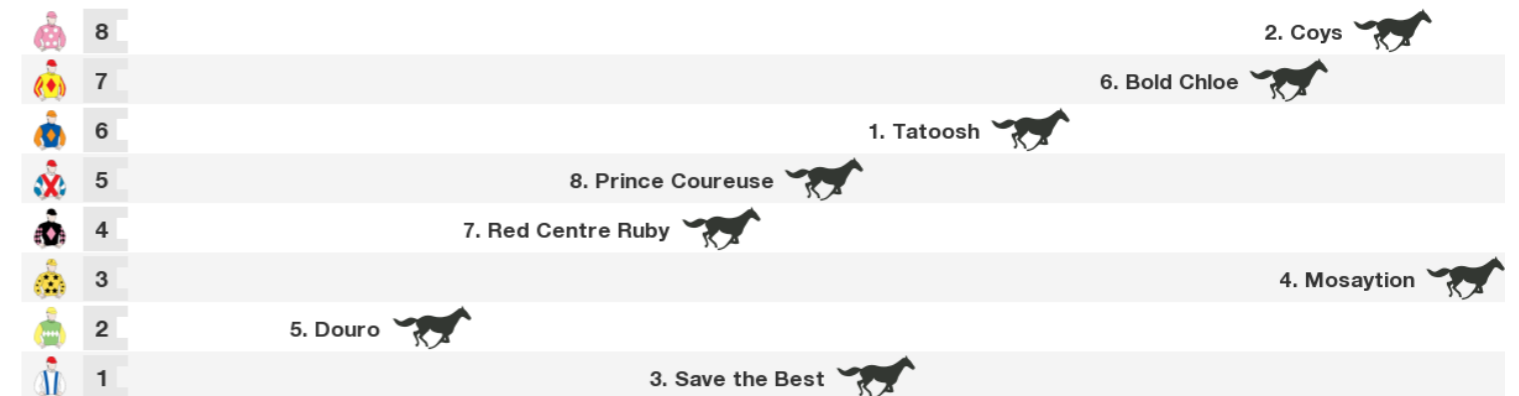 8 2. Coys
7 6. Bold Chloe
6 1. Tatoosh
5 8. Prince Coureuse
4 7. Red Centre Ruby
3 4. Mosaytion
2 5. Douro
1 3. Save the Best